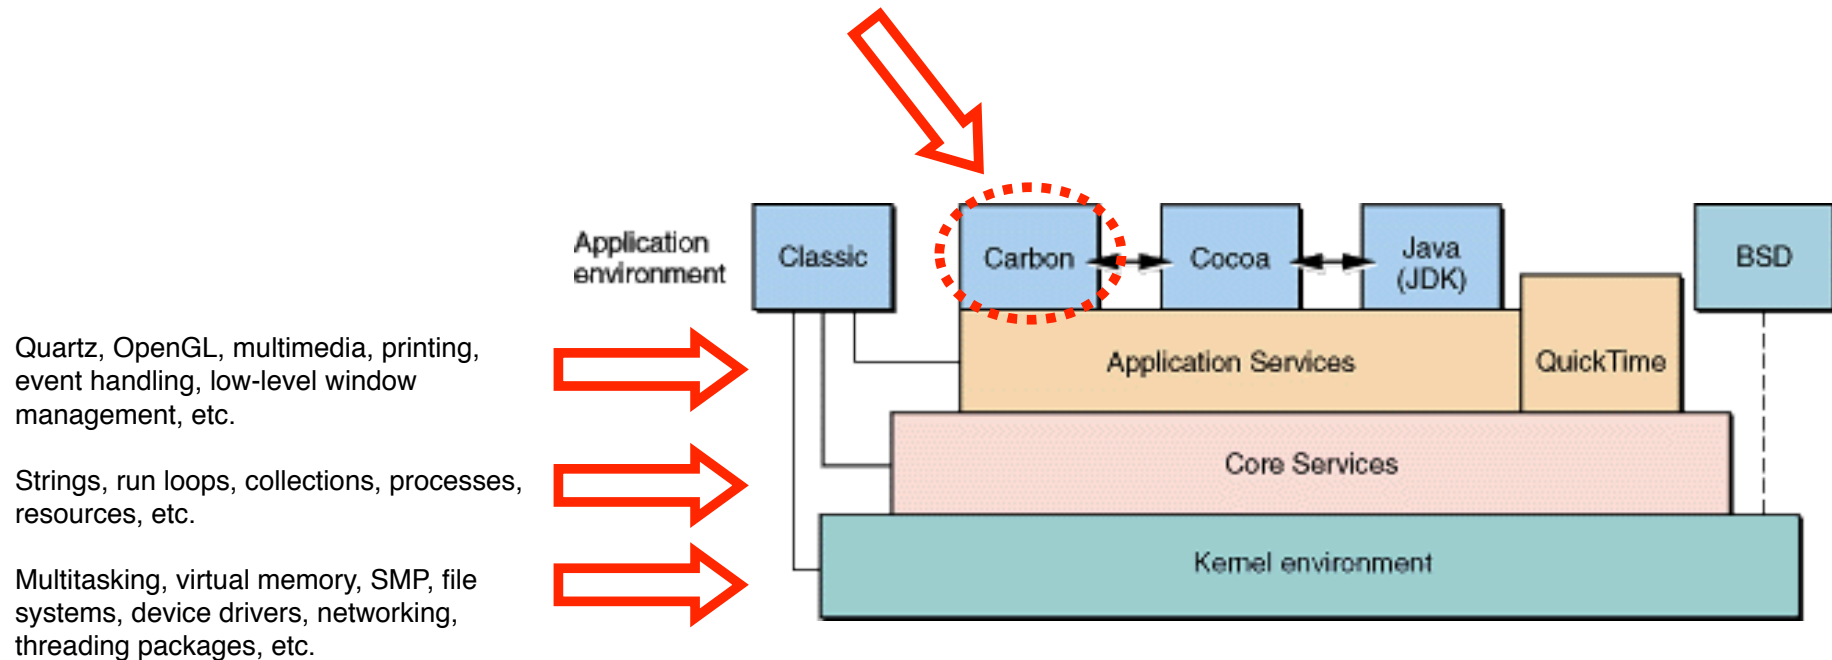 Application
environment
Classic
Carbon
Cocoa
Java
(JDK)
BSD
Quartz, OpenGL, multimedia, printing,
event handling, low-level window
management, etc.
Application Services
QuickTime
Strings, run loops, collections, processes,
resources, etc.
Core Services
Multitasking, virtual memory, SMP, file
systems, device drivers, networking,
threading packages, etc.
Kernel environment